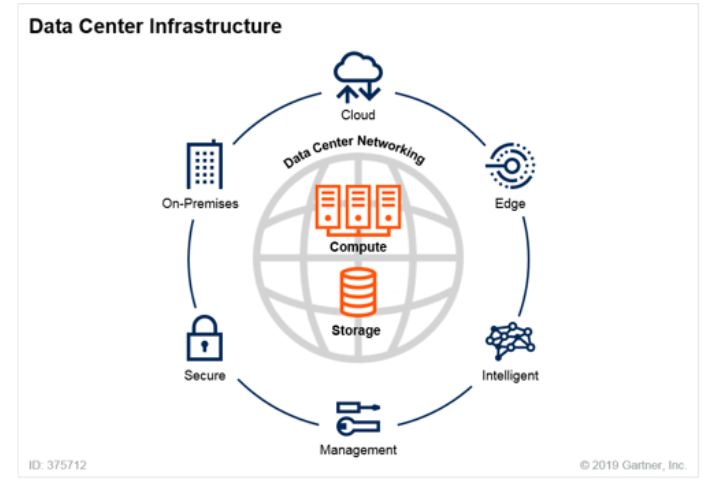 Data Center Infrastructure
Cloud
Data Center Networking
On-Premises
Edge
Compute
Storage
Secure
Intelligent
Management
ID: 375712
© 2019 Gartner, Inc.